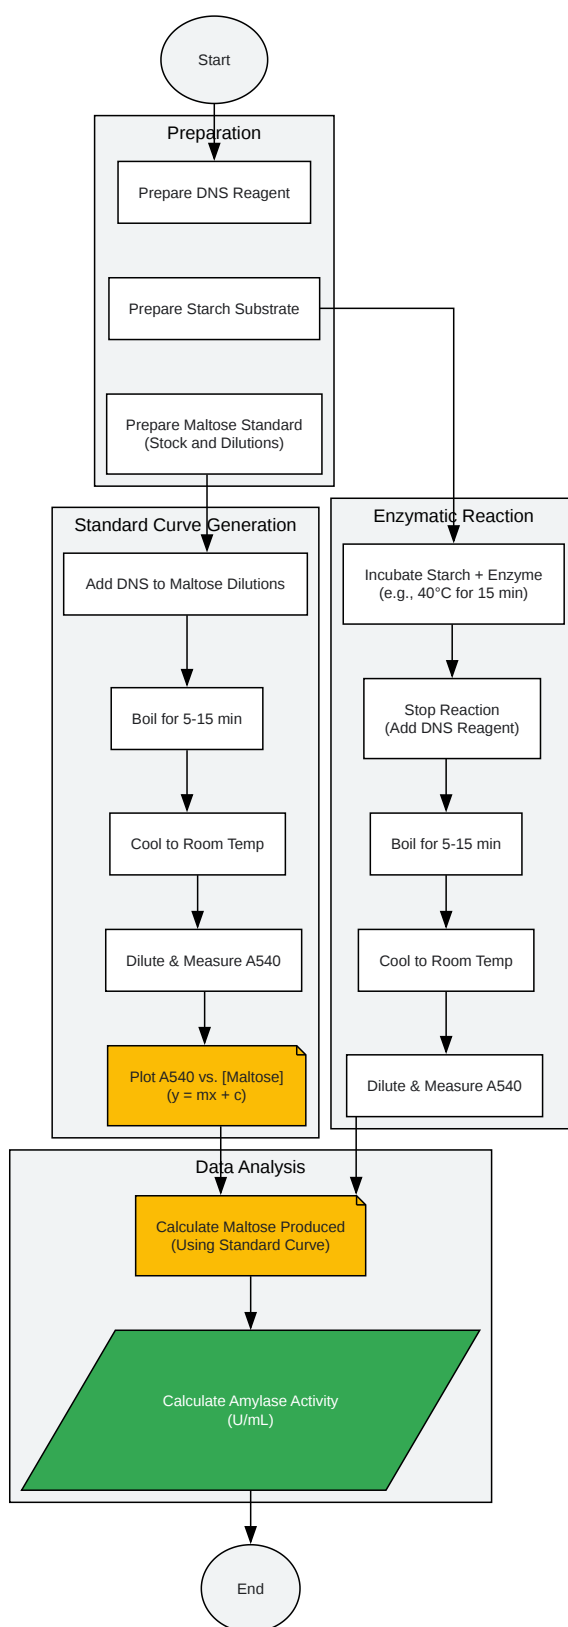 Start
Preparation
Prepare DNS Reagent
Prepare Starch Substrate
Prepare Maltose Standard
(Stock and Dilutions)
Standard Curve Generation
Add DNS to Maltose Dilutions
Boil for 5-15 min
Cool to Room Temp
Dilute & Measure A540
Plot A540 vs. [Maltose]
(y = mx + c)
Enzymatic Reaction
Incubate Starch + Enzyme
(e.g., 40°C for 15 min)
Stop Reaction
(Add DNS Reagent)
Boil for 5-15 min
Cool to Room Temp
Dilute & Measure A540
Data Analysis
Calculate Maltose Produced
(Using Standard Curve)
Calculate Amylase Activity
(U/mL)
End